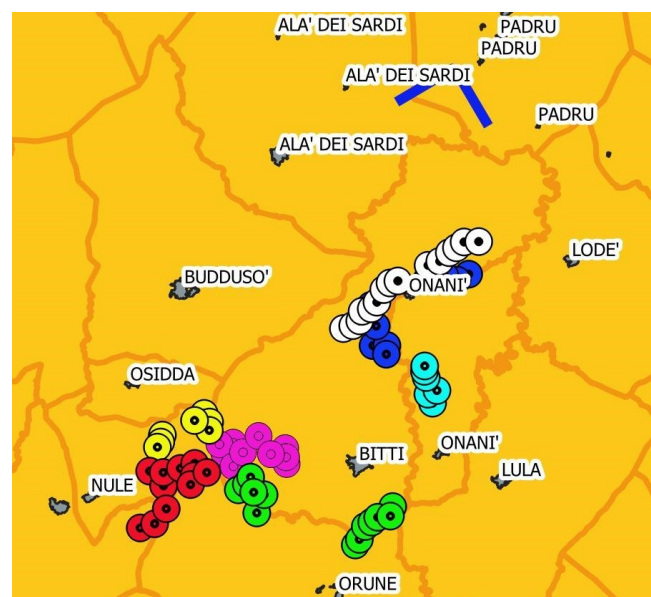 ALA' DEI SARDI
PADRU
PADRU
ALA' DEI SARDI
PADRU
ALA' DEI SARDI
LODE'
BUDDUSO'
ONANI'
OSIDDA
BITTI
ONANI'
LULA
NULE
ORUNE